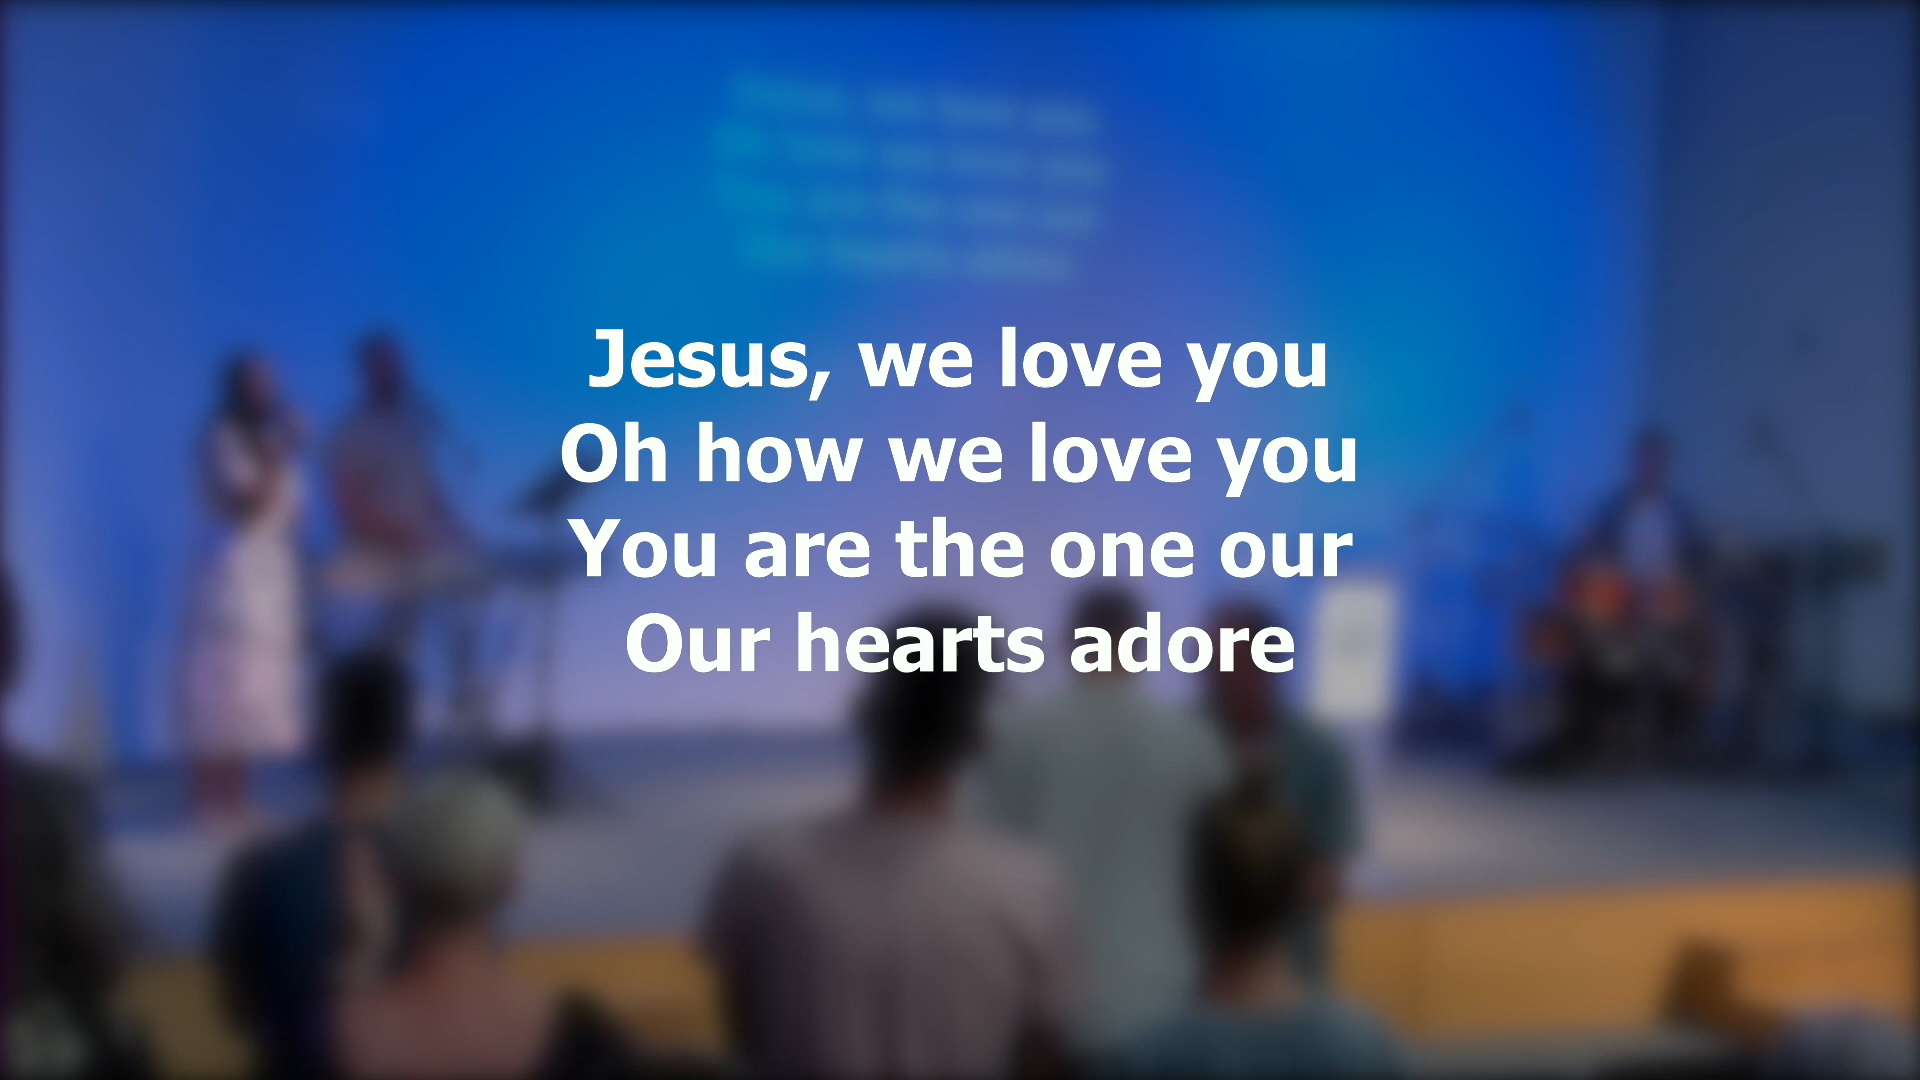 Jesus, we love you
Oh how we love you
You are the one our
Our hearts adore